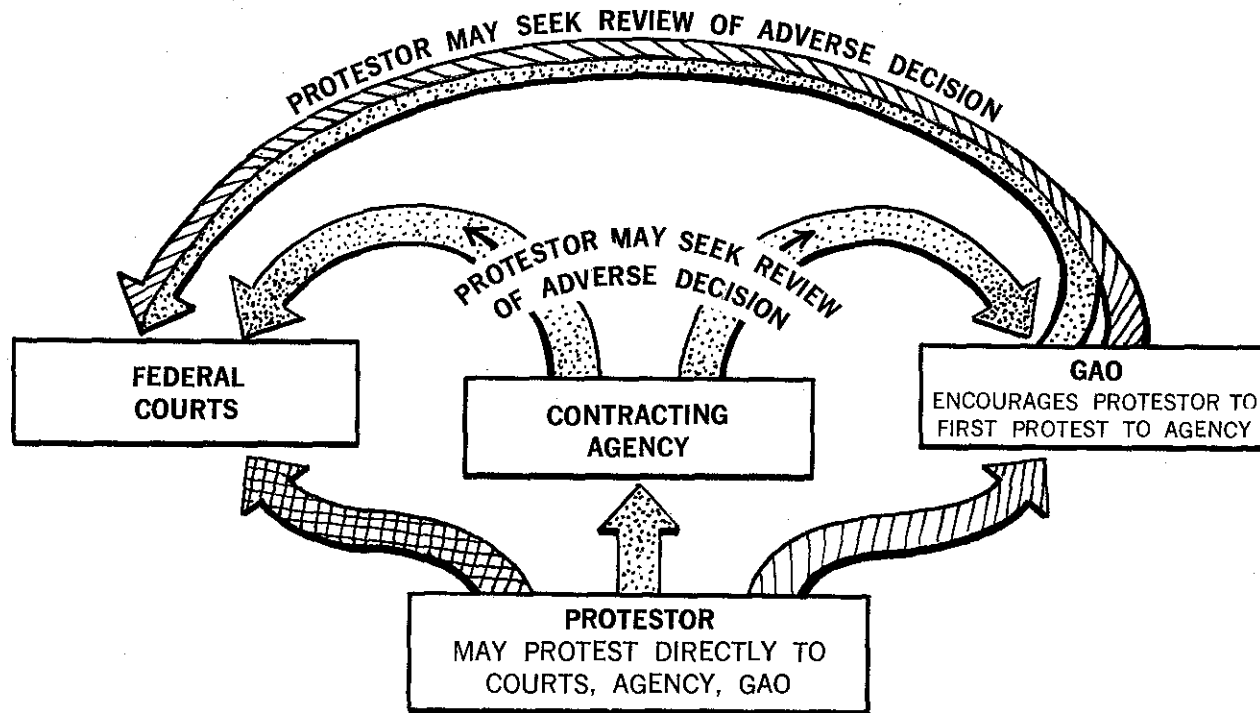 PROTESTOR MAY SEEK REVIEW OF ADVERSE DECISION
PROTESTOR MAY SEEK REVIEW
OF ADVERSE DECISION
FEDERAL
COURTS
CONTRACTING
AGENCY
GAO
ENCOURAGES PROTESTOR TO
FIRST PROTEST TO AGENCY
PROTESTOR
MAY PROTEST DIRECTLY TO
COURTS, AGENCY, GAO